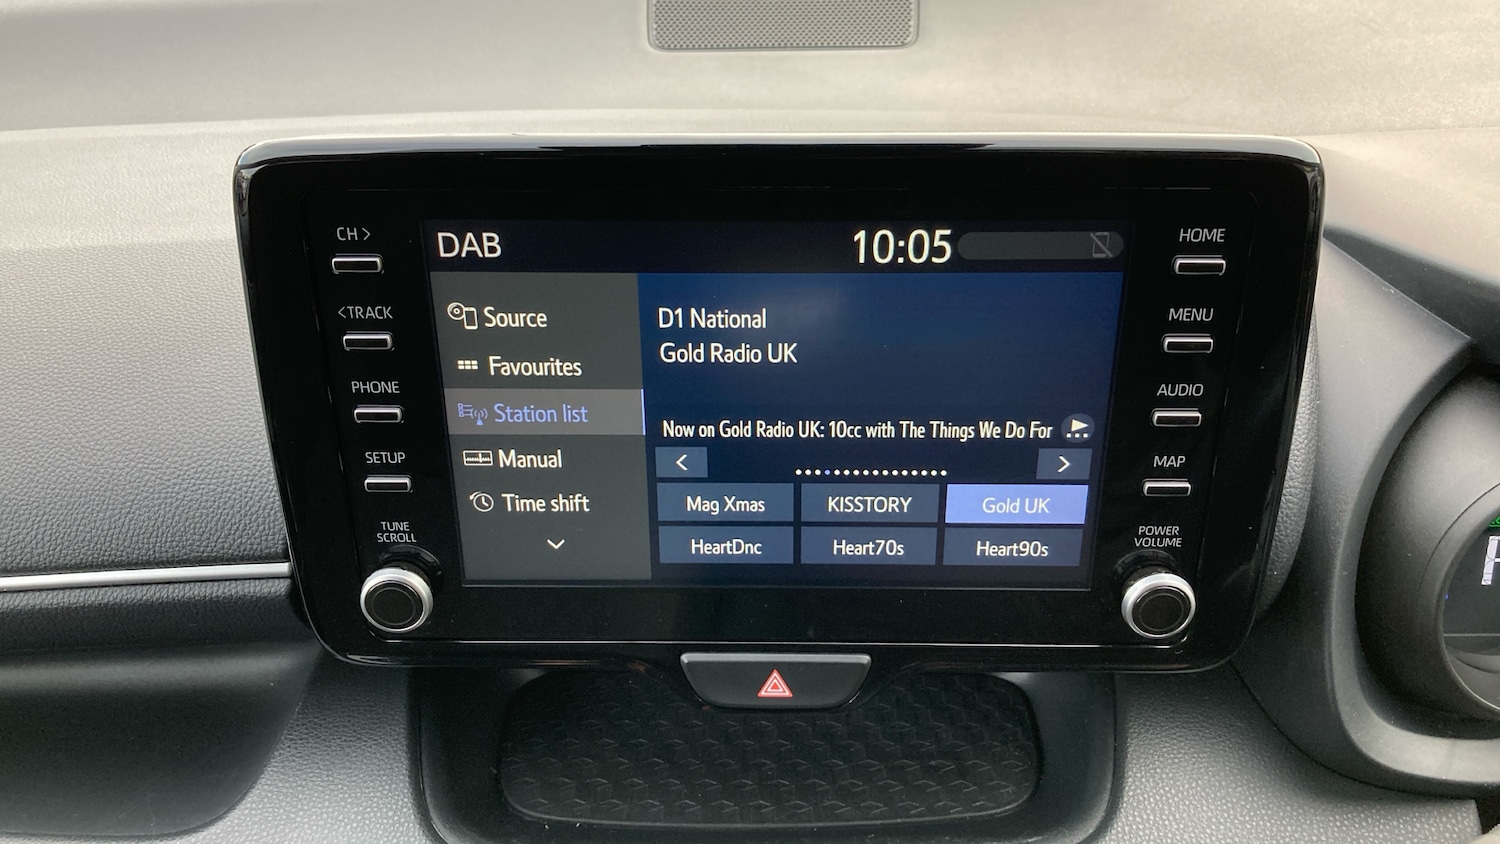 CH>
<TRACK
PHONE
SETUP
TUNE
SCROLL
DAB
10:05
Source
Favourites
Station list
Manual
Time shift
D1 National
Gold Radio UK
Now on Gold Radio UK: 10cc with The Things We Do For
<
>
Mag Xmas
KISSTORY
Gold UK
HeartDnc
Heart70s
Heart90s
HOME
MENU
AUDIO
MAP
POWER
VOLUME